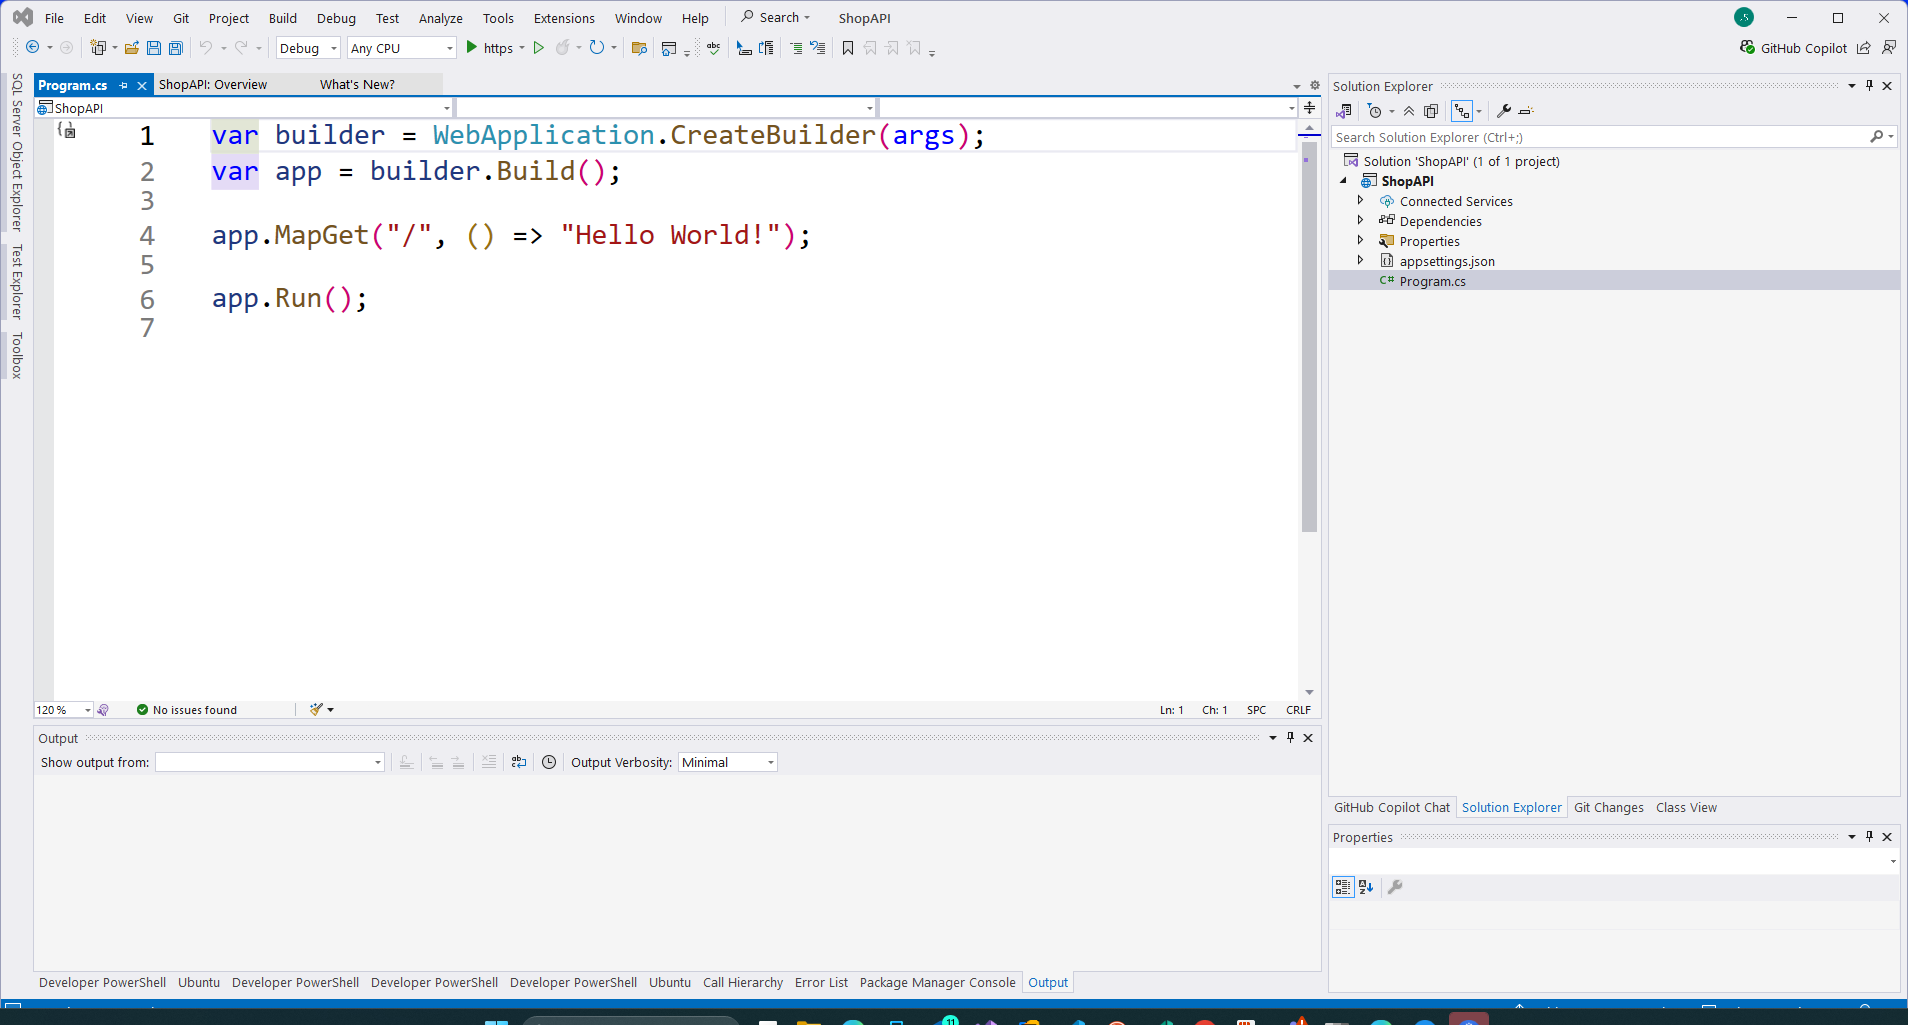 File Edit View Git Project Build Debug Test Analyze Tools Extensions Window Help Search ShopAPI JS
Debug Any CPU https abc GitHub Copilot
SQL Server Object Explorer
Test Explorer
Toolbox
Program.cs ShopAPI: Overview What's New?
ShopAPI
1 var builder = WebApplication.CreateBuilder(args);
2 var app = builder.Build();
3
4 app.MapGet("/", () => "Hello World!");
5
6 app.Run();
7
120 % No issues found Ln: 1 Ch: 1 SPC CRLF
Output
Show output from: Output Verbosity: Minimal
Developer PowerShell Ubuntu Developer PowerShell Developer PowerShell Developer PowerShell Ubuntu Call Hierarchy Error List Package Manager Console Output
Solution Explorer
Search Solution Explorer (Ctrl+;)
Solution 'ShopAPI' (1 of 1 project)
ShopAPI
Connected Services
Dependencies
Properties
appsettings.json
C# Program.cs
GitHub Copilot Chat Solution Explorer Git Changes Class View
Properties
11